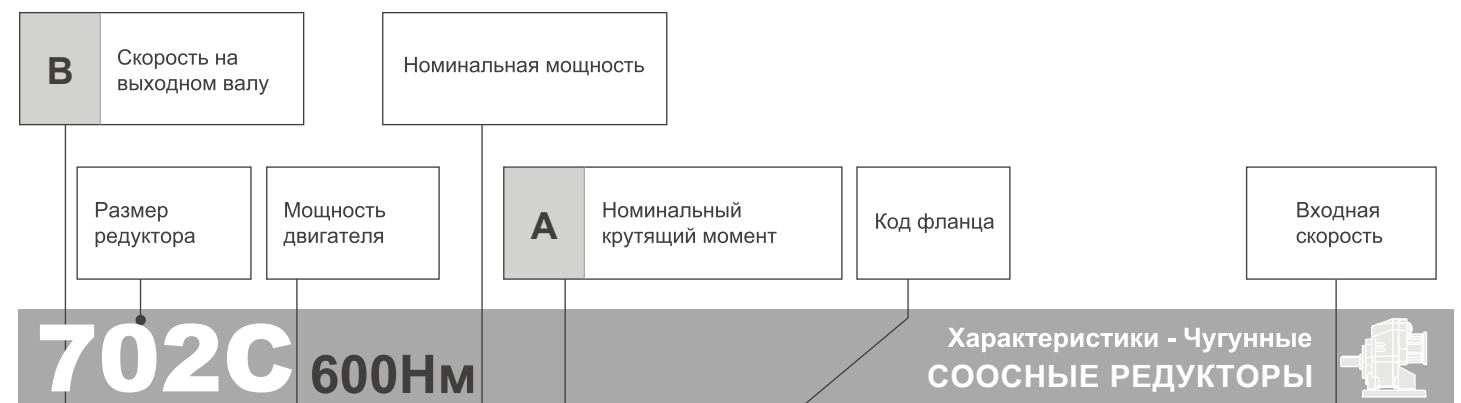 B
Скорость на
выходном валу
Номинальная мощность
Размер
редуктора
Мощность
двигателя
A
Номинальный
крутящий момент
Код фланца
Входная
скорость
702C 600Нм
Характеристики - Чугунные
СООСНЫЕ РЕДУКТОРЫ